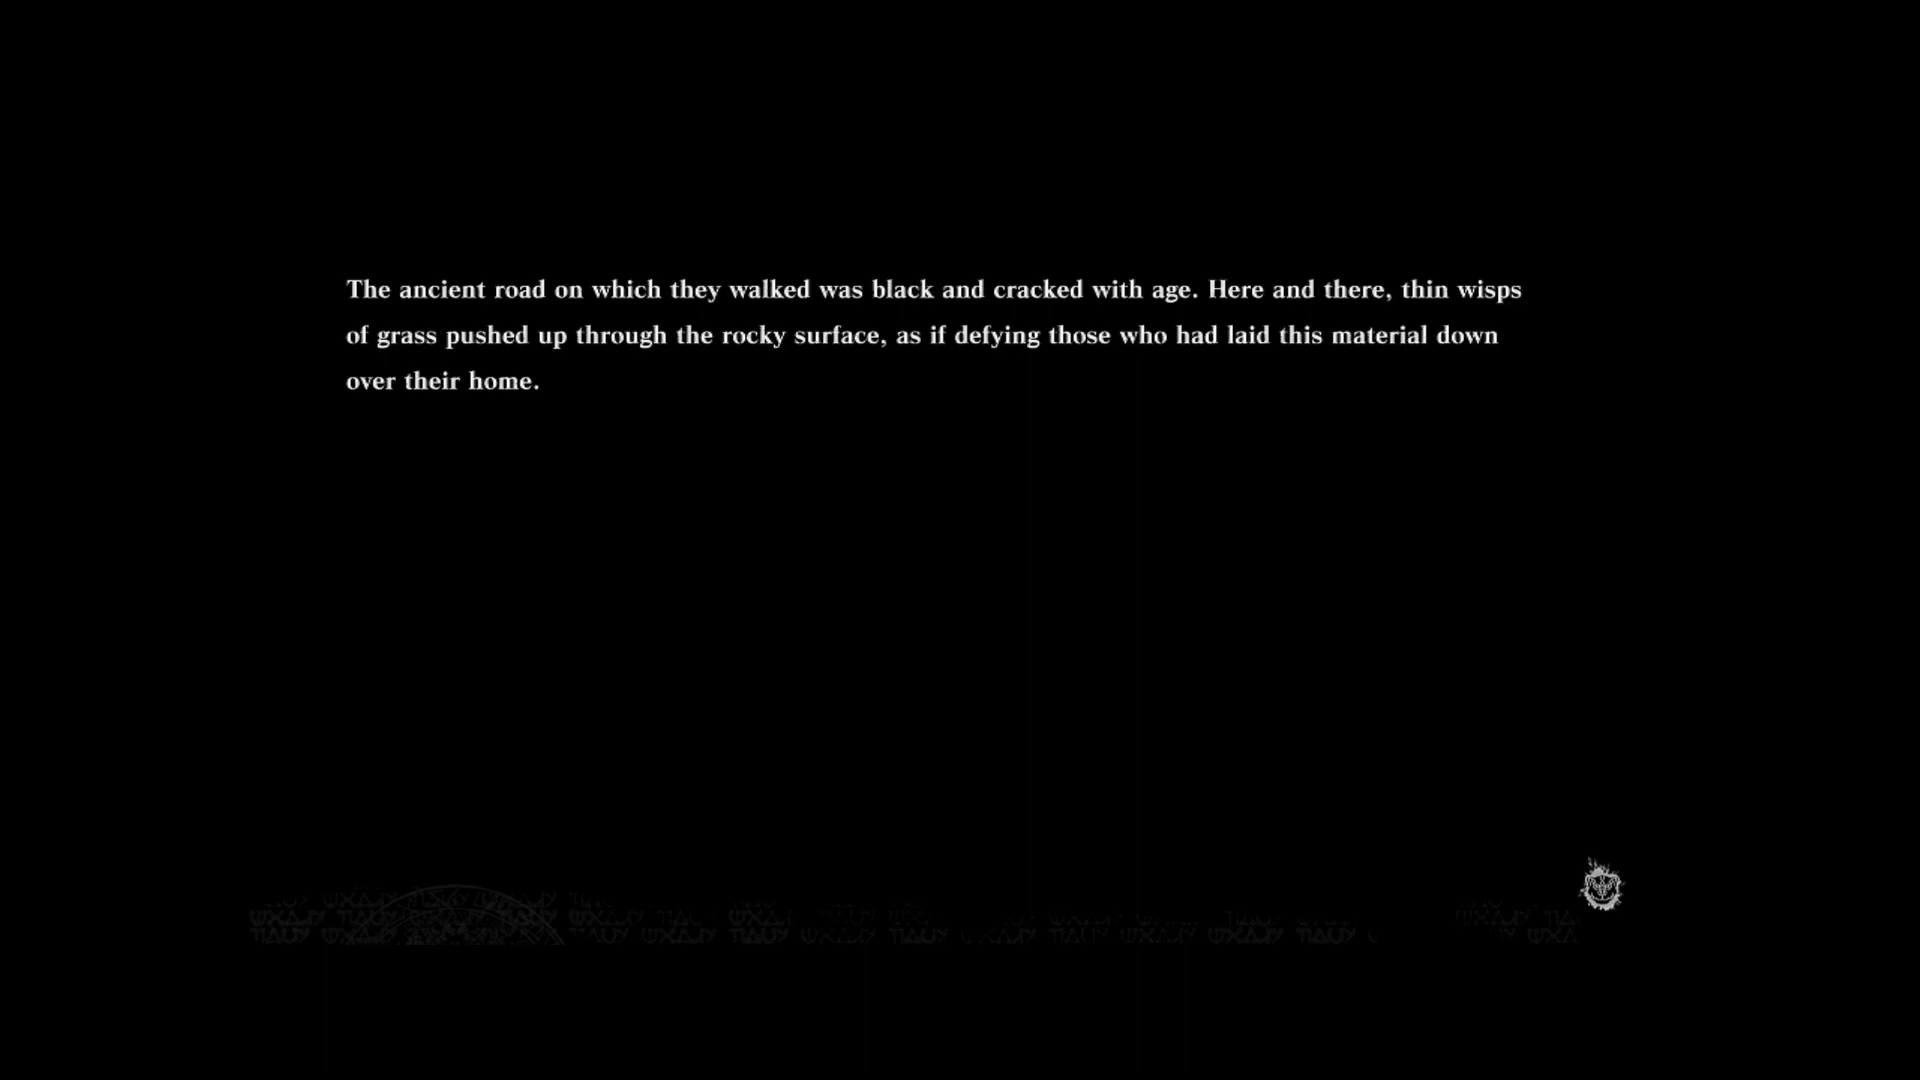 The ancient road on which they walked was black and cracked with age. Here and there, thin wisps
of grass pushed up through the rocky surface, as if defying those who had laid this material down
over their home.